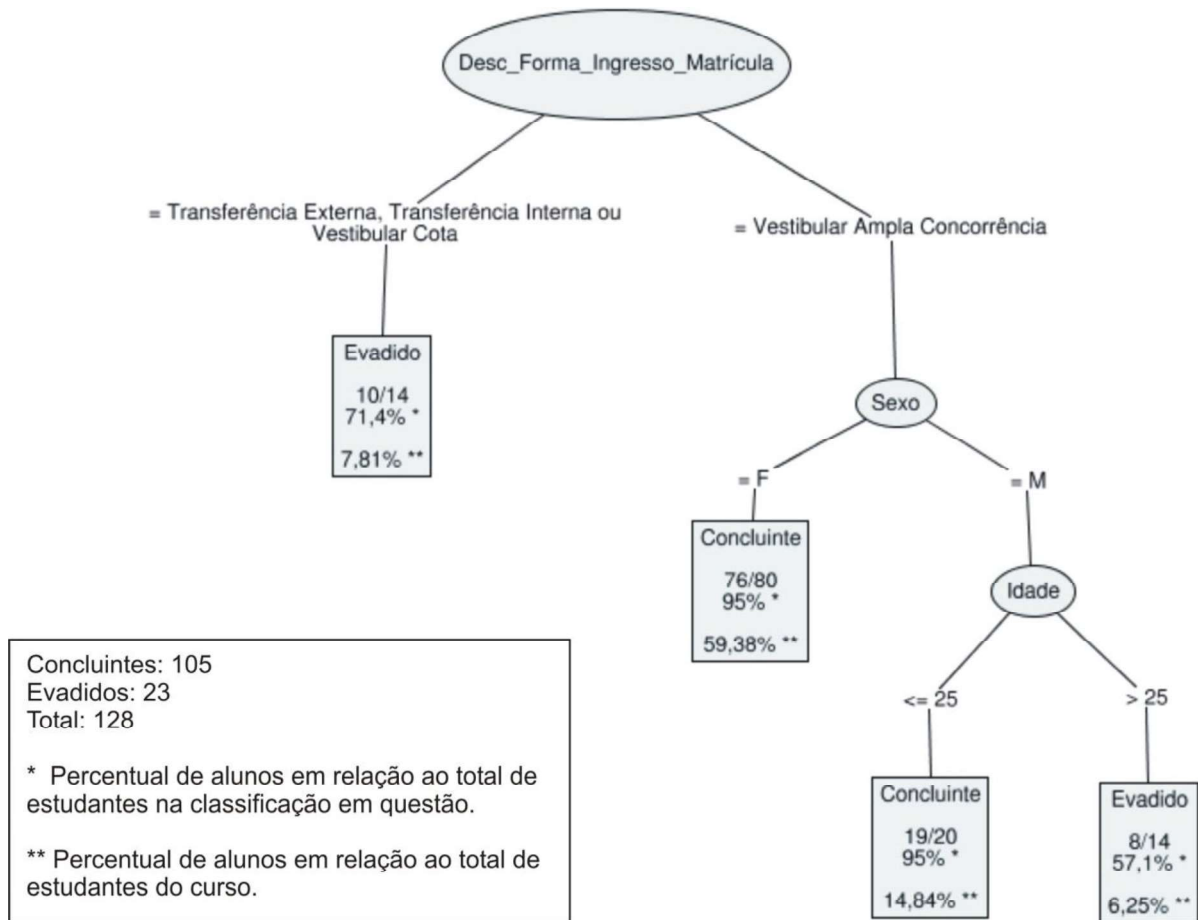 Desc_Forma_Ingresso_Matrícula
= Transferência Externa, Transferência Interna ou
Vestibular Cota
= Vestibular Ampla Concorrência
Evadido
10/14
71,4% *
7,81% **
Sexo
= F
= M
Concluinte
76/80
95% *
59,38% **
Idade
<= 25
> 25
Concluinte
19/20
95% *
14,84% **
Evadido
8/14
57,1% *
6,25% **
Concluintes: 105
Evadidos: 23
Total: 128
* Percentual de alunos em relação ao total de
estudantes na classificação em questão.
** Percentual de alunos em relação ao total de
estudantes do curso.